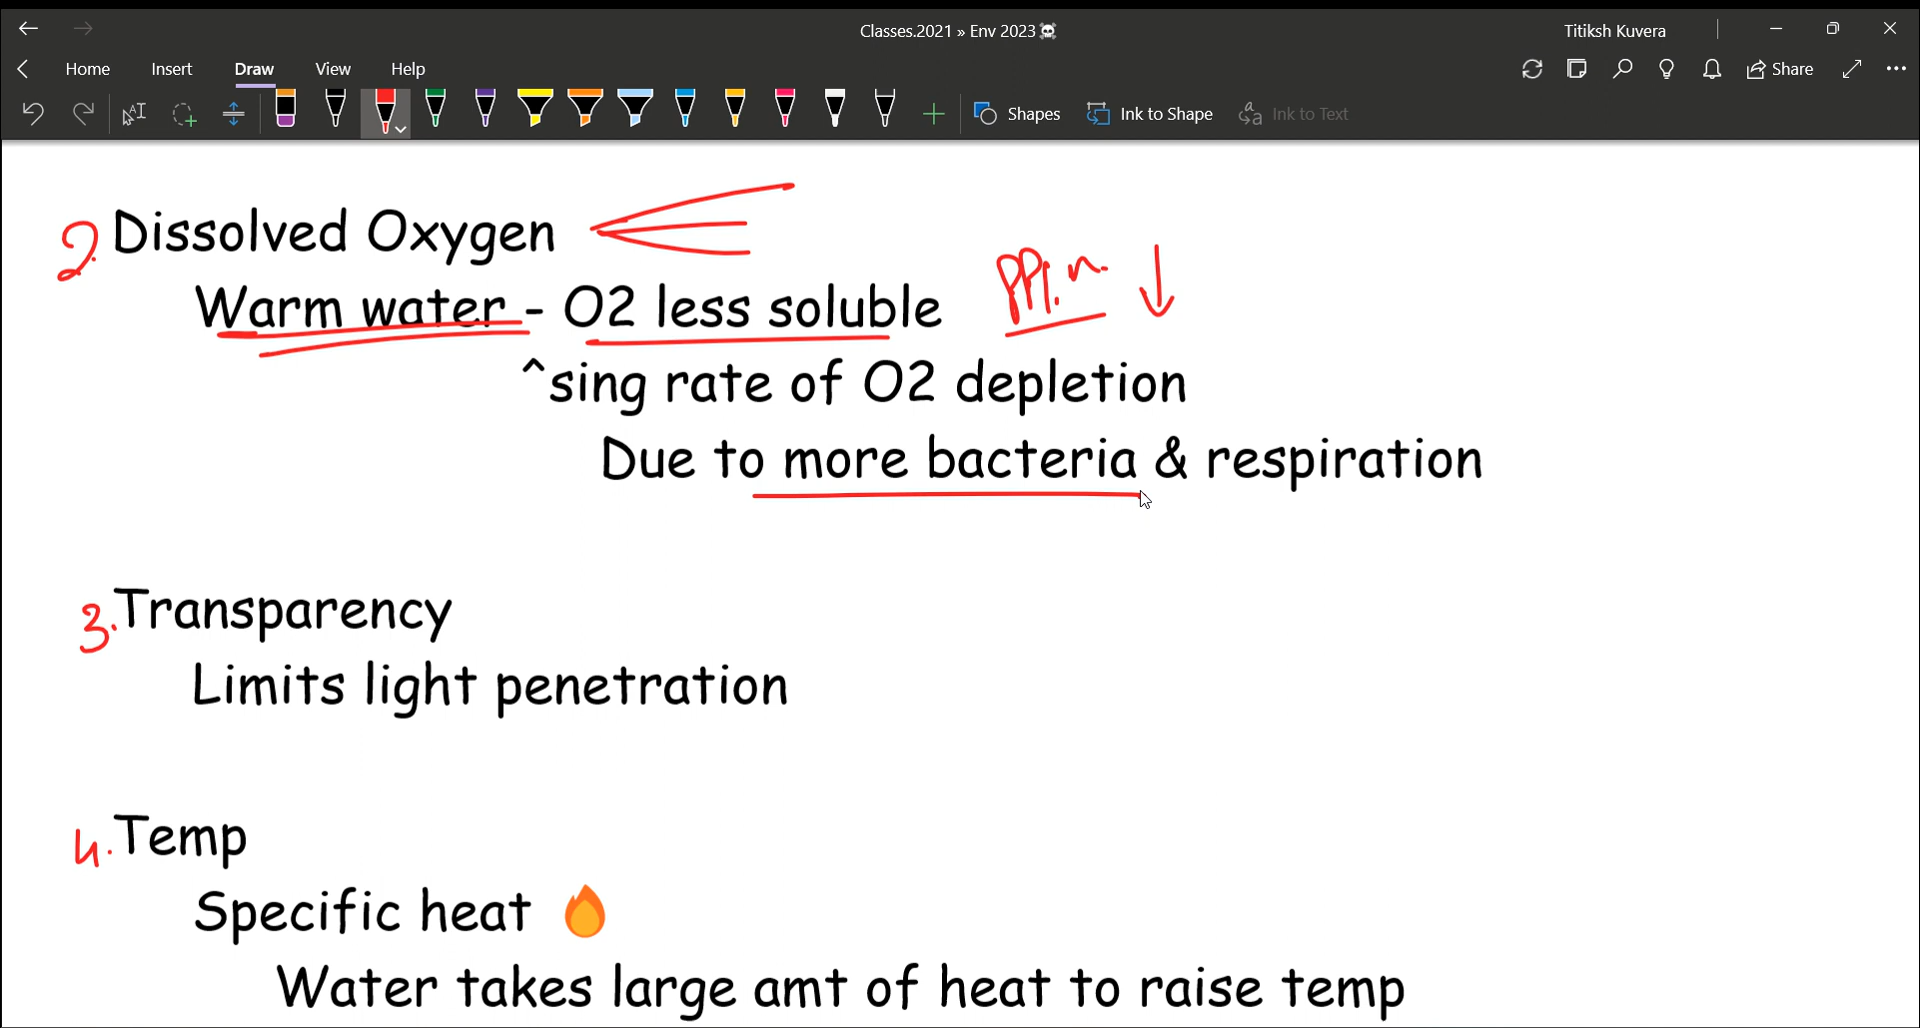 Classes.2021 » Env 2023☠
Titiksh Kuvera
Home Insert Draw View Help
Share
Shapes Ink to Shape Ink to Text
2. Dissolved Oxygen
Warm water - O2 less soluble PP.m. ↓
^sing rate of O2 depletion
Due to more bacteria & respiration
3. Transparency
Limits light penetration
4. Temp
Specific heat 🔥
Water takes large amt of heat to raise temp